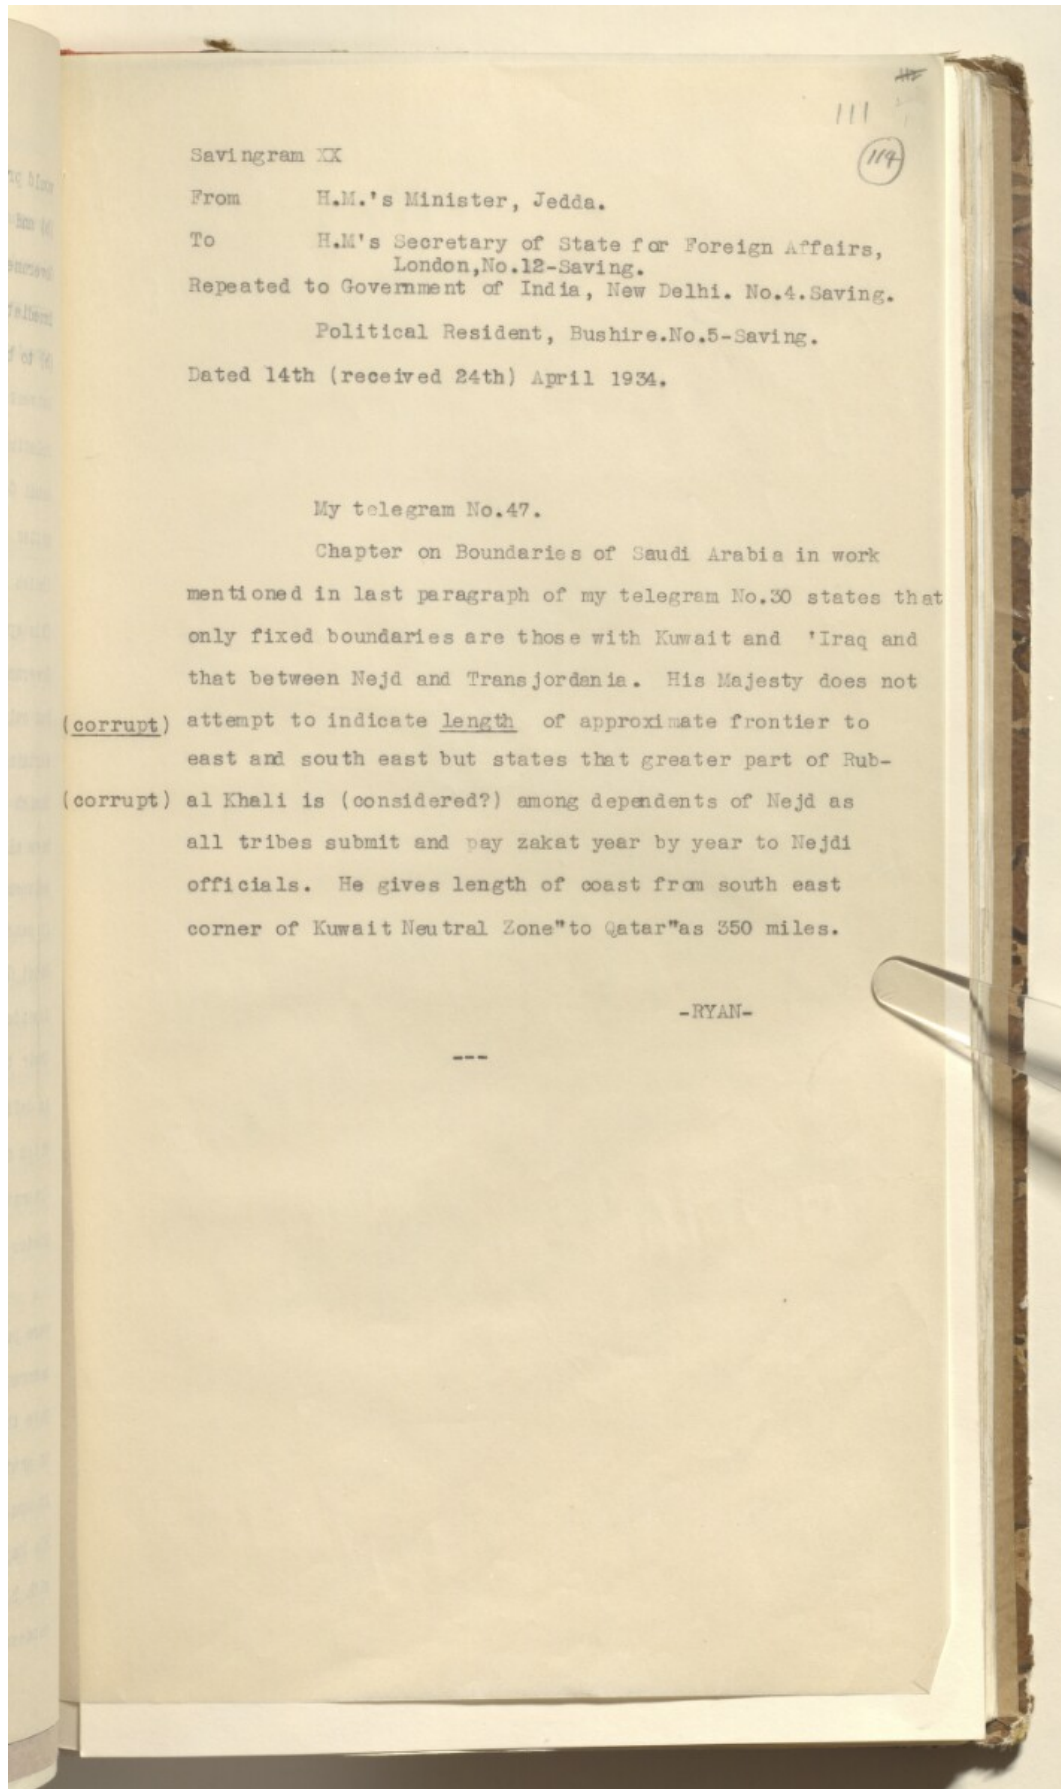 111
114
Savingram XX
From H.M.'s Minister, Jedda.
To H.M's Secretary of State for Foreign Affairs,
London,No.12-Saving.
Repeated to Government of India, New Delhi. No.4.Saving.
Political Resident, Bushire.No.5-Saving.
Dated 14th (received 24th) April 1934.
My telegram No.47.
Chapter on Boundaries of Saudi Arabia in work
mentioned in last paragraph of my telegram No.30 states that
only fixed boundaries are those with Kuwait and 'Iraq and
that between Nejd and Transjordania. His Majesty does not
(corrupt) attempt to indicate length of approximate frontier to
east and south east but states that greater part of Rub-
(corrupt) al Khali is (considered?) among dependents of Nejd as
all tribes submit and pay zakat year by year to Nejdi
officials. He gives length of coast from south east
corner of Kuwait Neutral Zone"to Qatar"as 350 miles.
-RYAN-
---